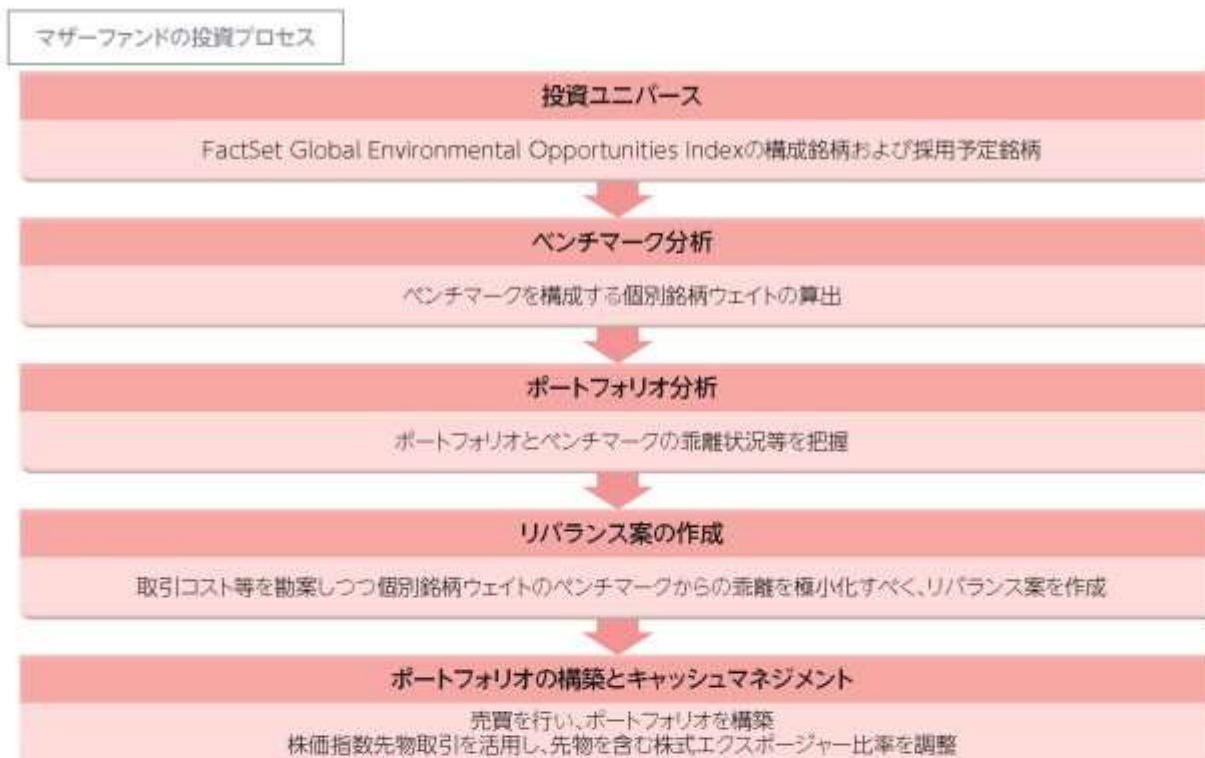 マザーファンドの投資プロセス
投資ユニバース
FactSet Global Environmental Opportunities Indexの構成銘柄および採用予定銘柄
ベンチマーク分析
ベンチマークを構成する個別銘柄ウェイトの算出
ポートフォリオ分析
ポートフォリオとベンチマークの乖離状況等を把握
リバランス案の作成
取引コスト等を勘案しつつ個別銘柄ウェイトのベンチマークからの乖離を極小化すべく、リバランス案を作成
ポートフォリオの構築とキャッシュマネジメント
売買を行い、ポートフォリオを構築
株価指数先物取引を活用し、先物を含む株式エクスポージャー比率を調整